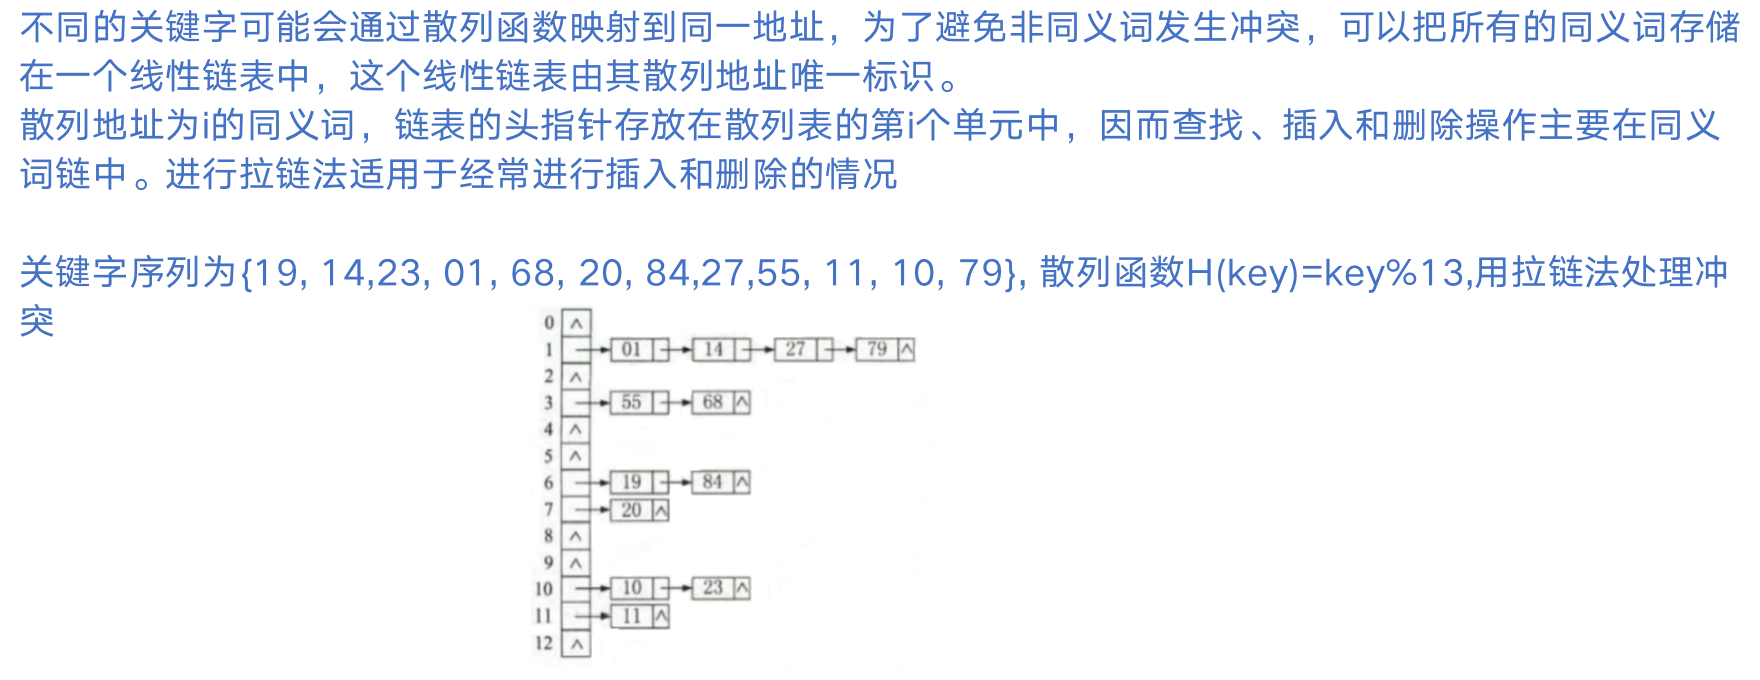 不同的关键字可能会通过散列函数映射到同一地址，为了避免非同义词发生冲突，可以把所有的同义词存储
在一个线性链表中，这个线性链表由其散列地址唯一标识。
散列地址为i的同义词，链表的头指针存放在散列表的第i个单元中，因而查找、插入和删除操作主要在同义
词链中。进行拉链法适用于经常进行插入和删除的情况
关键字序列为{19, 14,23, 01, 68, 20, 84,27,55, 11, 10, 79}, 散列函数H(key)=key%13,用拉链法处理冲
突
0 ∧
1 01 14 27 79 ∧
2 ∧
3 55 68 ∧
4 ∧
5 ∧
6 19 84 ∧
7 20 ∧
8 ∧
9 ∧
10 10 23 ∧
11 11 ∧
12 ∧